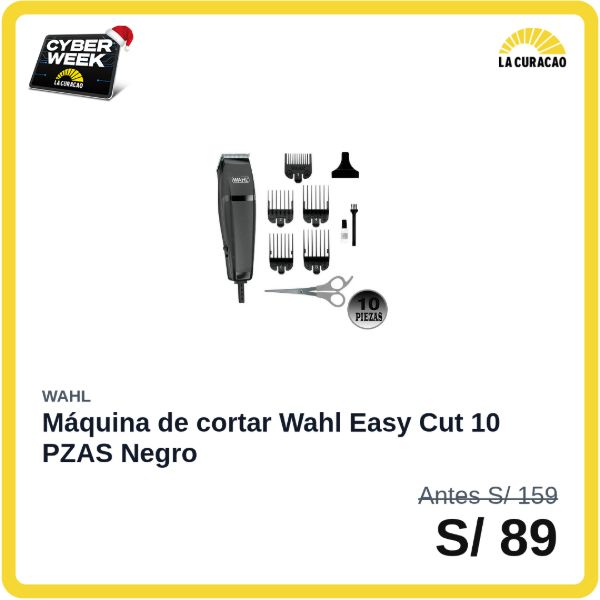 CYBER
WEEK
LA CURACAO
LA CURACAO
WAHL
10
PIEZAS
WAHL
Máquina de cortar Wahl Easy Cut 10
PZAS Negro
Antes S/ 159
S/ 89